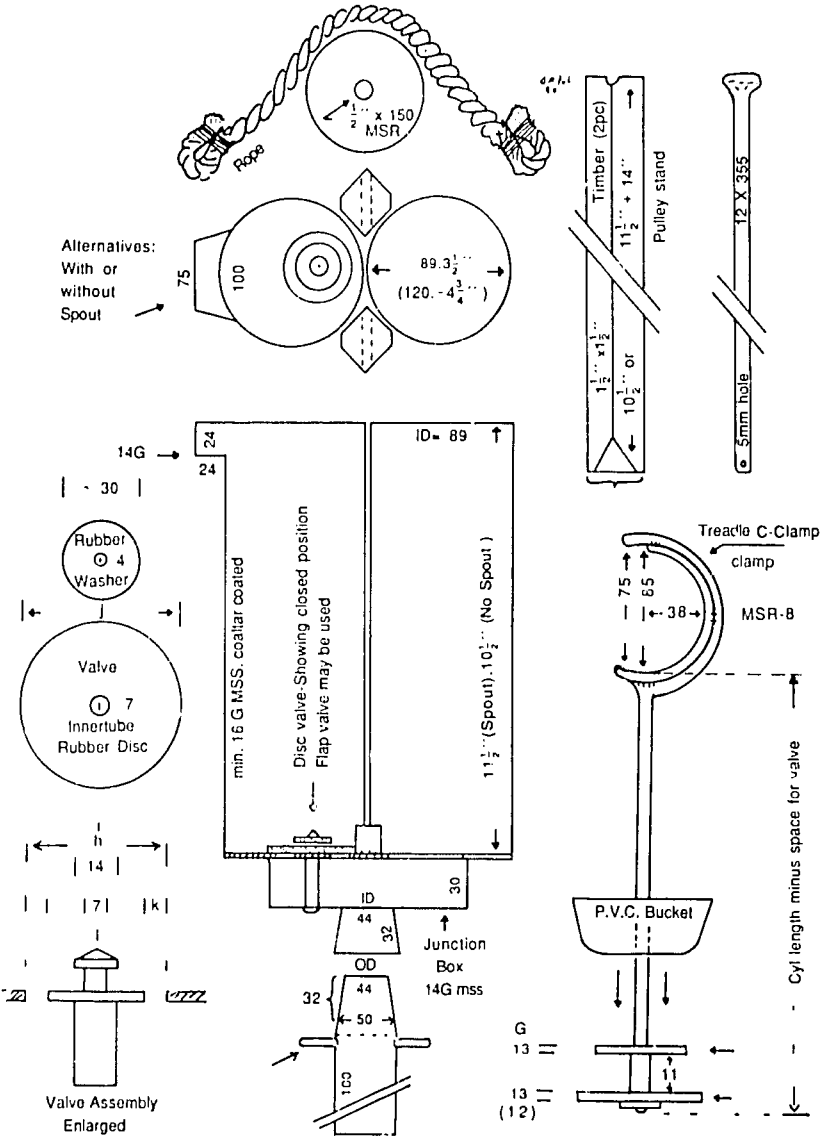 1/2" x 150
MSR
Rope
Alternatives:
With or
without
Spout
75
100
89.3 1/2"
(120.-4 3/4")
Timber (2pc)
11 1/2" + 14"
Pulley stand
1 1/2" x 1 1/2"
10 1/2" or
12 X 355
5mm hole
14G
24
24
ID= 89
- 30
Rubber
4
Washer
j
Valve
7
Innertube
Rubber Disc
min. 16 G MSS. coaltar coated
Disc valve-Showing closed position
Flap valve may be used
11 1/2" (Spout).10 1/2" (No Spout)
Treadle C-Clamp
clamp
75
65
38
MSR-8
Cyl length minus space for valve
h
14
7
k
Valve Assembly
Enlarged
30
ID
44
32
Junction
Box
14G mss
OD
44
32
50
100
P.V.C. Bucket
G
13
11
13
(12)